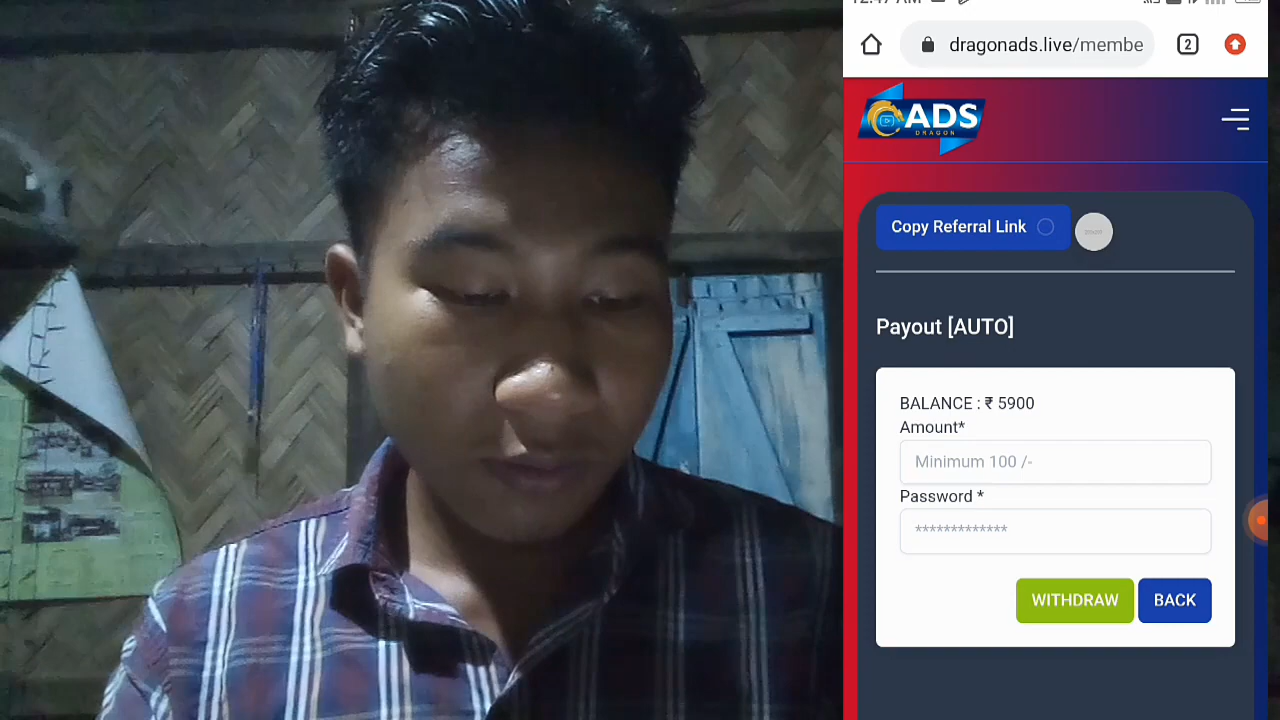 dragonads.live/membe
2
ADS
DRAGON
Copy Referral Link
Payout [AUTO]
BALANCE : ₹ 5900
Amount*
Minimum 100 /-
Password *
*************
WITHDRAW
BACK